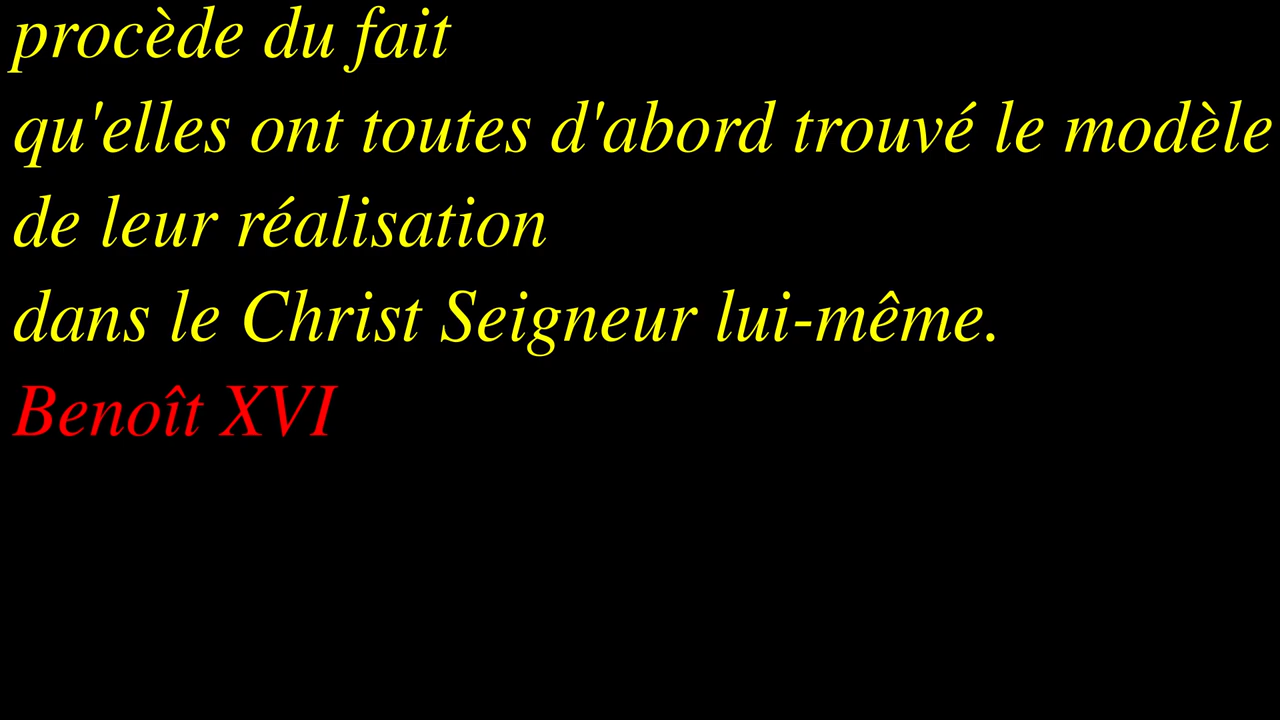 procède du fait
qu'elles ont toutes d'abord trouvé le modèle
de leur réalisation
dans le Christ Seigneur lui-même.
Benoît XVI